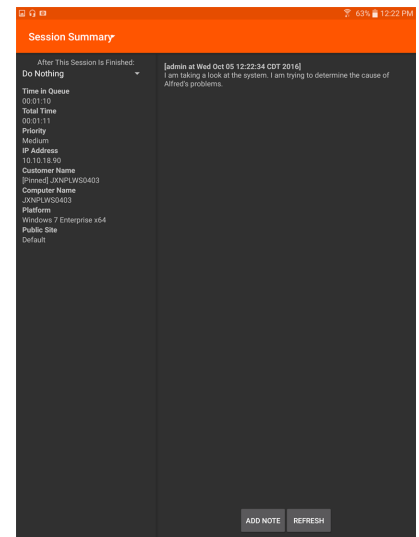 63% 12:22 PM
Session Summary
After This Session Is Finished:
Do Nothing
Time in Queue
00:01:10
Total Time
00:01:11
Priority
Medium
IP Address
10.10.18.90
Customer Name
[Pinned] JXNPLWS0403
Computer Name
JXNPLWS0403
Platform
Windows 7 Enterprise x64
Public Site
Default
[admin at Wed Oct 05 12:22:34 CDT 2016]
I am taking a look at the system. I am trying to determine the cause of
Alfred's problems.
ADD NOTE REFRESH